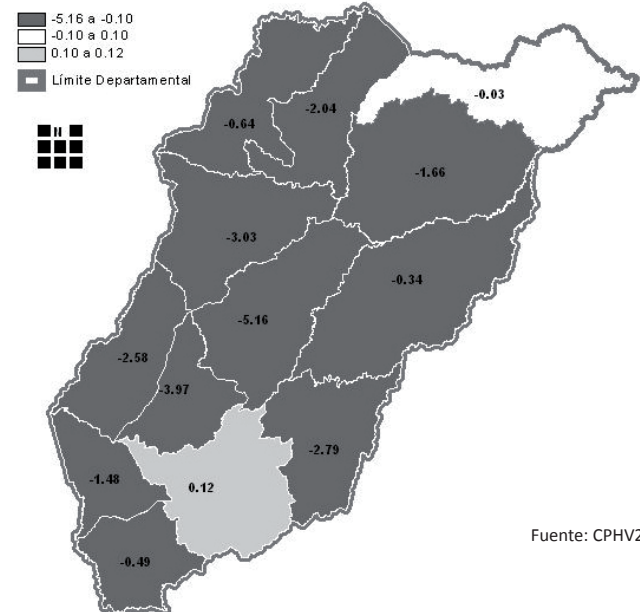 -5.16 a -0.10
-0.10 a 0.10
0.10 a 0.12
Límite Departamental
N
-0.03
-2.04
-0.64
-1.66
-3.03
-0.34
-5.16
-2.58
-3.97
-2.79
-1.48
0.12
Fuente: CPHV2
-0.49